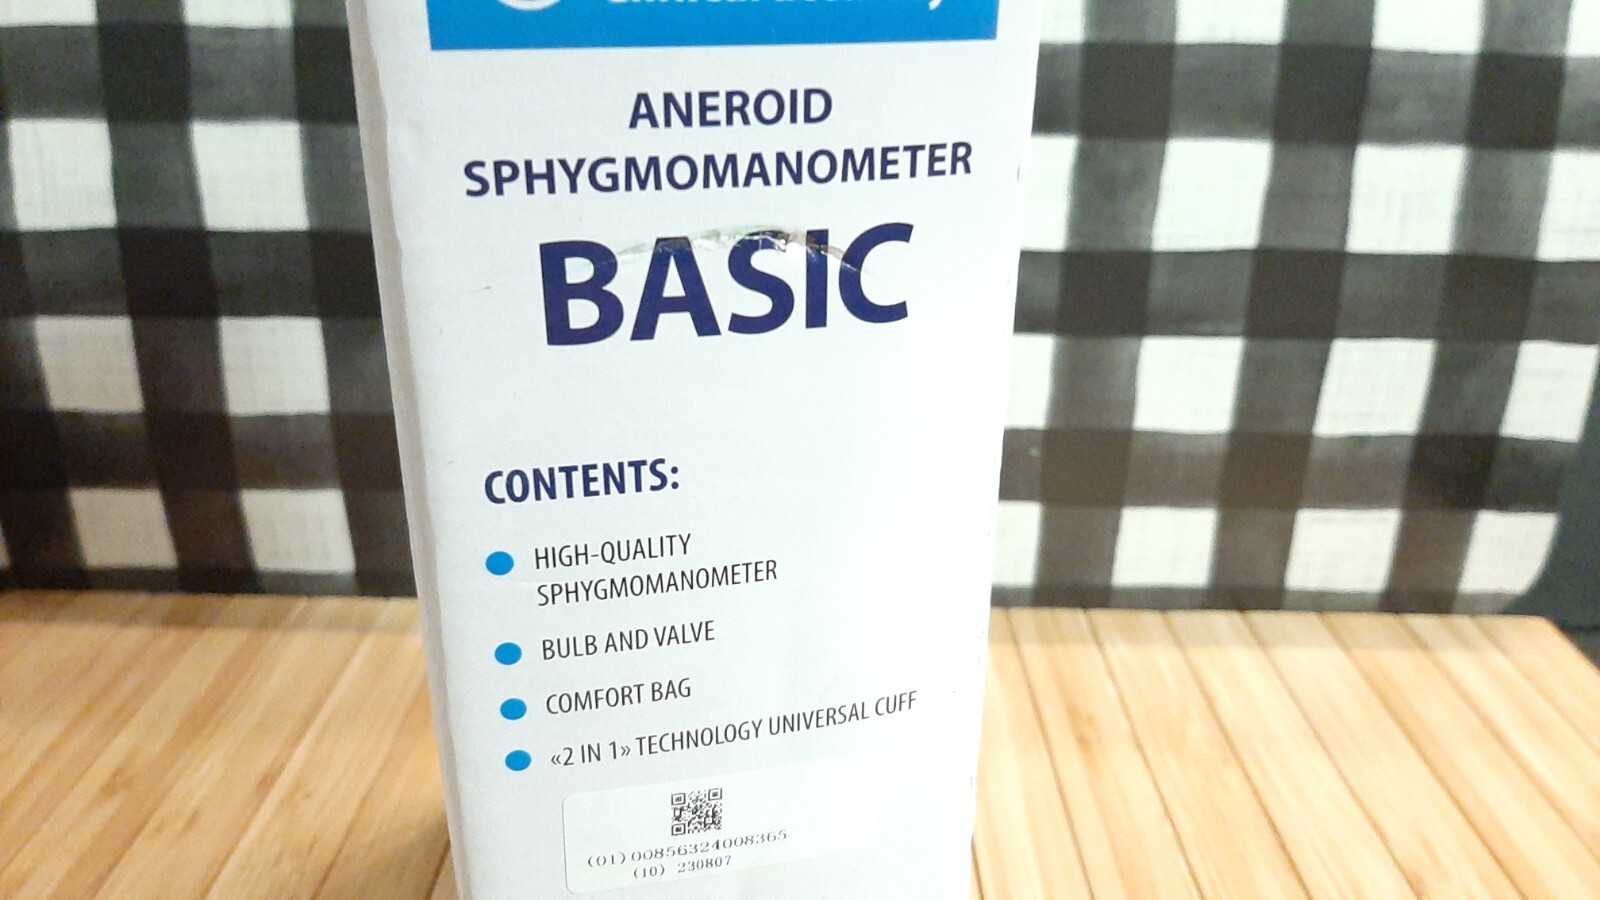 ANEROID
SPHYGMOMANOMETER
BASIC
CONTENTS:
HIGH-QUALITY
SPHYGMOMANOMETER
BULB AND VALVE
COMFORT BAG
«2 IN 1» TECHNOLOGY UNIVERSAL CUFF
(01)00856324008365
(10) 230807